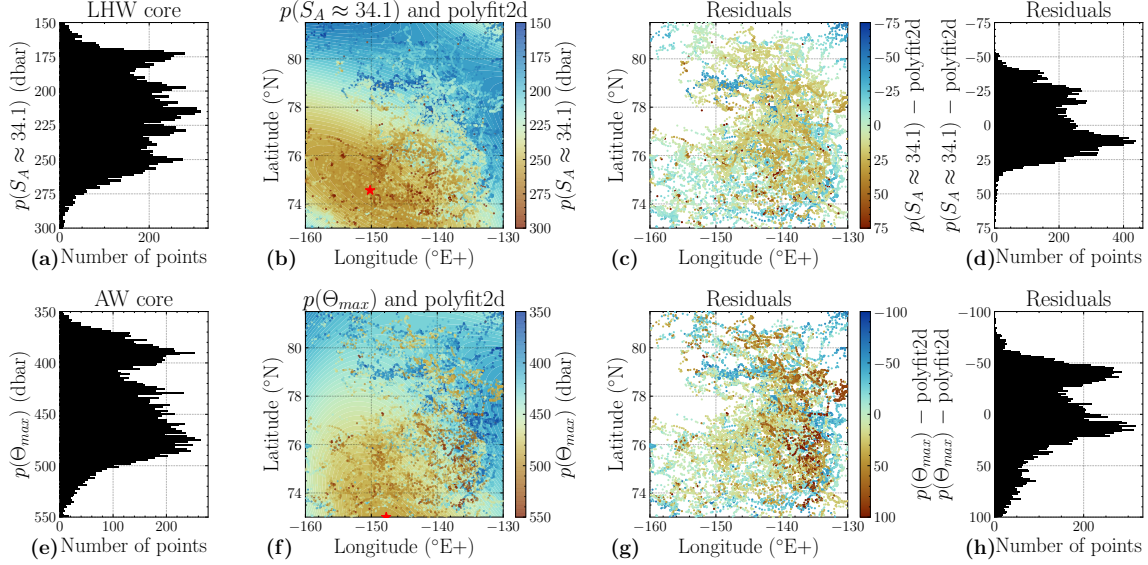 LHW core
p(S_A ≈ 34.1) and polyfit2d
Residuals
Residuals
150
175
200
225
250
275
300
p(S_A ≈ 34.1) (dbar)
0
200
(a)
Number of points
80
78
76
74
Latitude (°N)
−160
−150
−140
−130
(b)
Longitude (°E+)
150
175
200
225
250
275
300
p(S_A ≈ 34.1) (dbar)
80
78
76
74
Latitude (°N)
−160
−150
−140
−130
(c)
Longitude (°E+)
−75
−50
−25
0
25
50
75
p(S_A ≈ 34.1) − polyfit2d
p(S_A ≈ 34.1) − polyfit2d
−75
−50
−25
0
25
50
75
0
200
400
(d)
Number of points
AW core
p(Θ_max) and polyfit2d
Residuals
Residuals
350
400
450
500
550
p(Θ_max) (dbar)
0
100
200
(e)
Number of points
80
78
76
74
Latitude (°N)
−160
−150
−140
−130
(f)
Longitude (°E+)
350
400
450
500
550
p(Θ_max) (dbar)
80
78
76
74
Latitude (°N)
−160
−150
−140
−130
(g)
Longitude (°E+)
−100
−50
0
50
100
p(Θ_max) − polyfit2d
p(Θ_max) − polyfit2d
−100
−50
0
50
100
0
200
(h)
Number of points